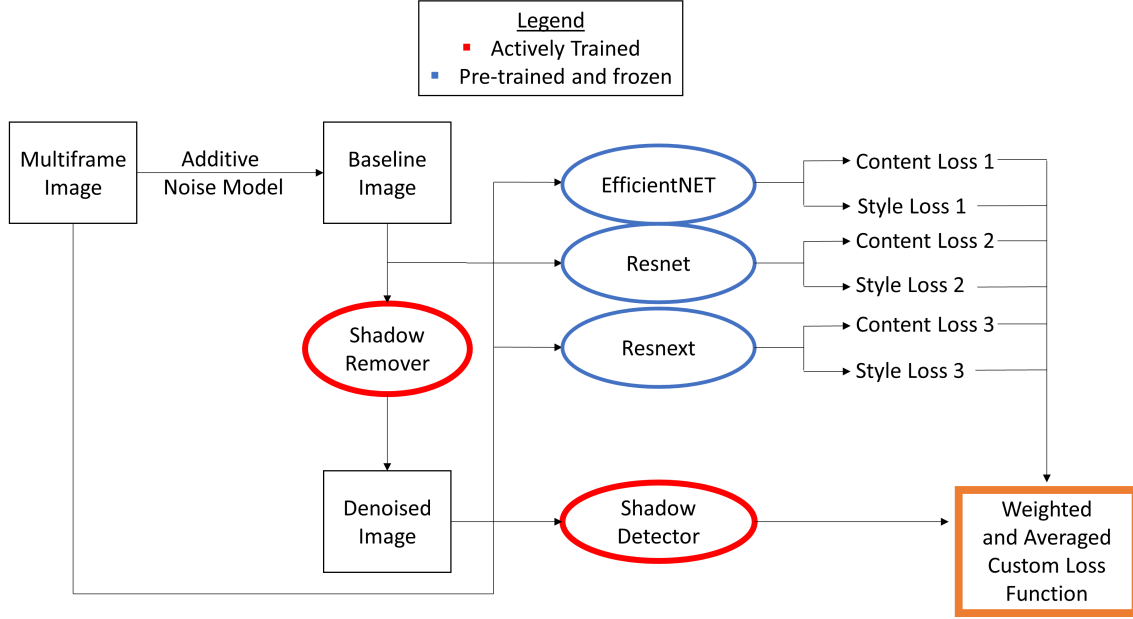 Legend
Actively Trained
Pre-trained and frozen
Multiframe
Image
Additive
Noise Model
Baseline
Image
EfficientNET
Content Loss 1
Style Loss 1
Resnet
Content Loss 2
Style Loss 2
Shadow
Remover
Resnext
Content Loss 3
Style Loss 3
Denoised
Image
Shadow
Detector
Weighted
and Averaged
Custom Loss
Function